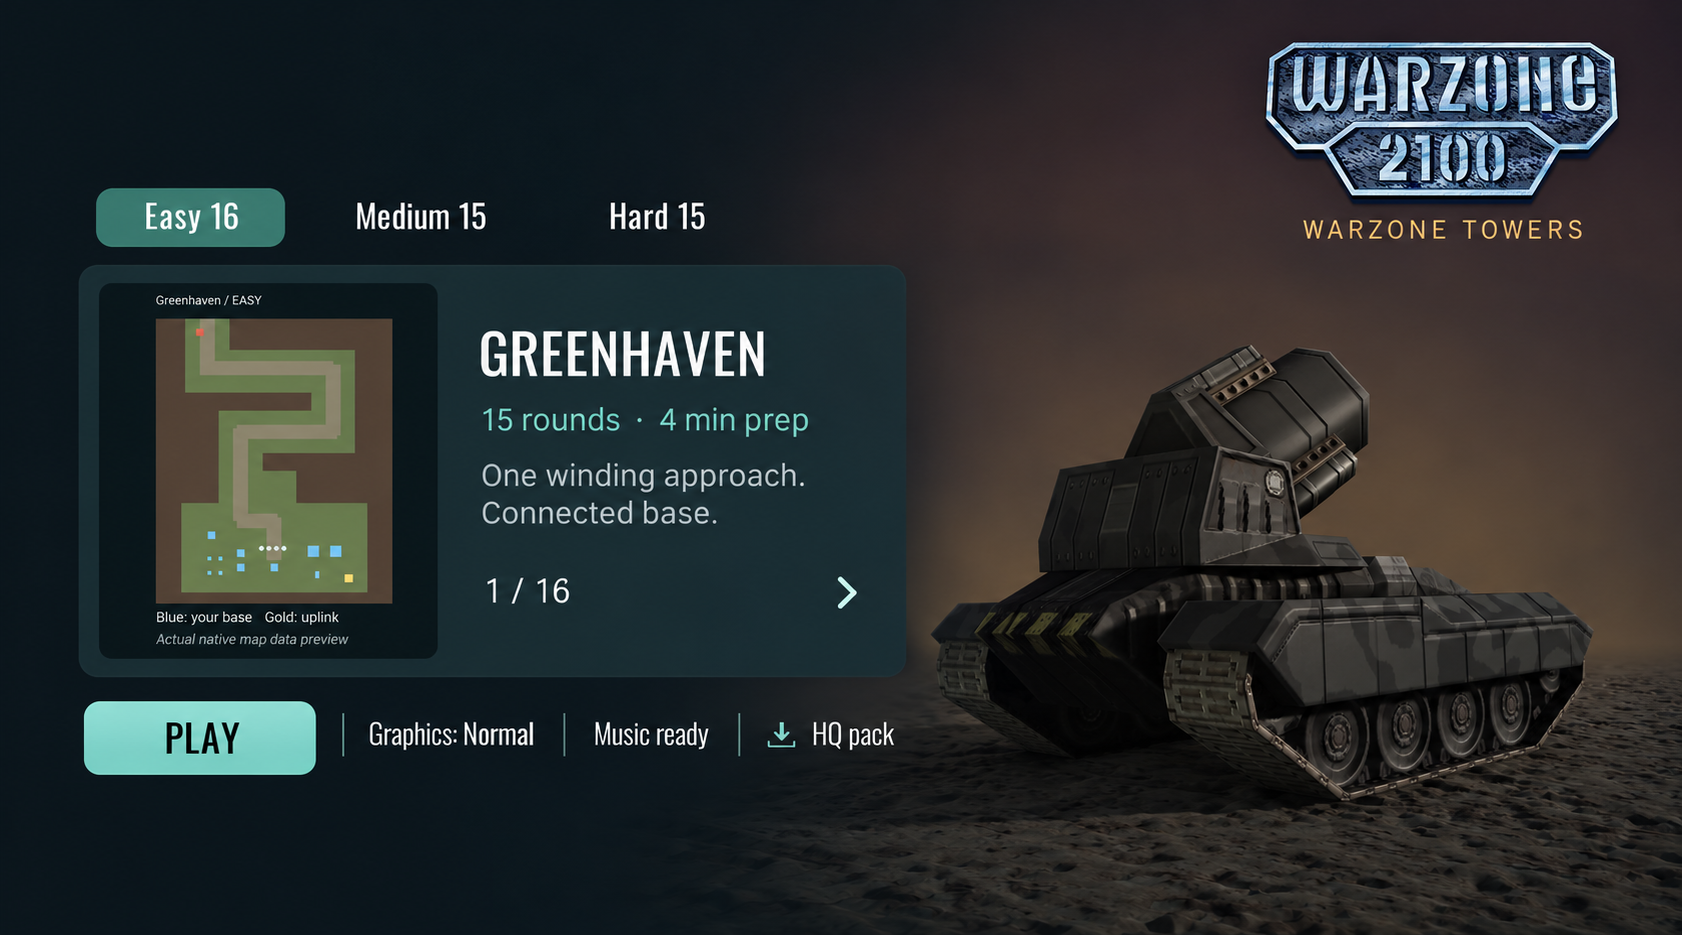 WARZONE
2100
WARZONE TOWERS
Easy 16
Medium 15
Hard 15
Greenhaven / EASY
Blue: your base Gold: uplink
Actual native map data preview
GREENHAVEN
15 rounds · 4 min prep
One winding approach.
Connected base.
1 / 16
PLAY
Graphics: Normal
Music ready
HQ pack